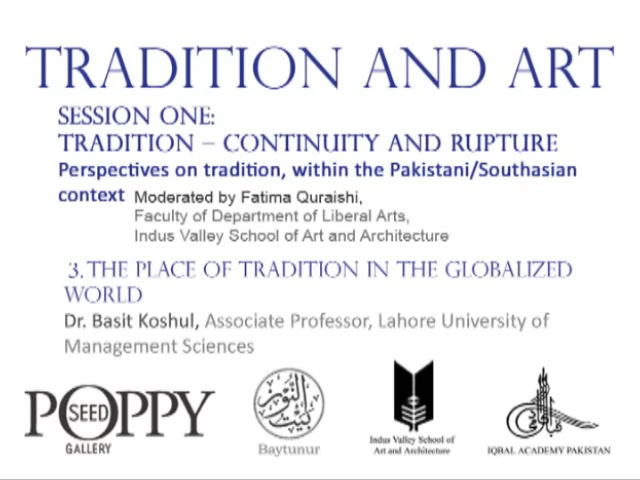 TRADITION AND ART
SESSION ONE:
TRADITION – CONTINUITY AND RUPTURE
Perspectives on tradition, within the Pakistani/Southasian
context Moderated by Fatima Quraishi,
Faculty of Department of Liberal Arts,
Indus Valley School of Art and Architecture
3. THE PLACE OF TRADITION IN THE GLOBALIZED
WORLD
Dr. Basit Koshul, Associate Professor, Lahore University of
Management Sciences
POPPY
SEED
GALLERY
بيت النور
Baytunur
Indus Valley School of
Art and Architecture
IQBAL ACADEMY PAKISTAN